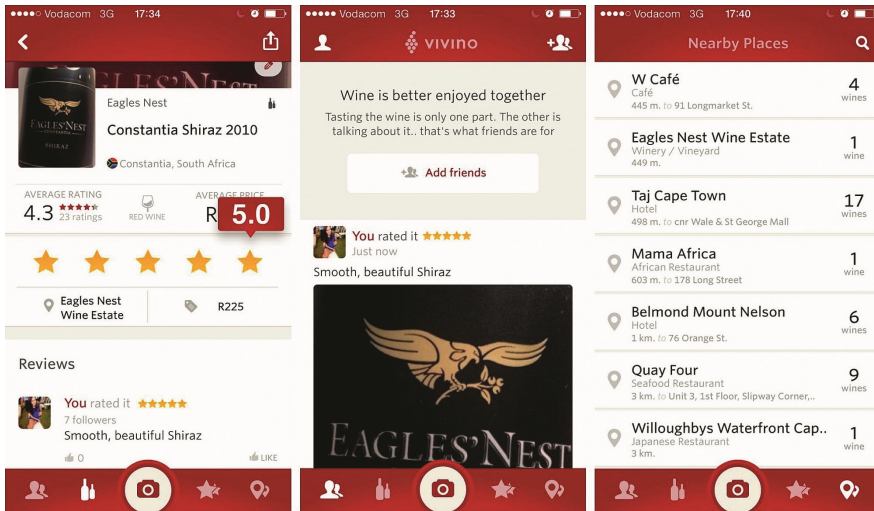 Vodacom 3G 17:34
EAGLES'NEST
EAGLES'NEST
CONSTANTIA
SHIRAZ
Eagles Nest
Constantia Shiraz 2010
Constantia, South Africa
AVERAGE RATING
4.3
23 ratings
RED WINE
AVERAGE PRICE
R
5.0
Eagles Nest
Wine Estate
R225
Reviews
You rated it
7 followers
Smooth, beautiful Shiraz
0
LIKE
Vodacom 3G 17:33
VIVINO
Wine is better enjoyed together
Tasting the wine is only one part. The other is
talking about it.. that's what friends are for
Add friends
You rated it
Just now
Smooth, beautiful Shiraz
EAGLES'NEST
Vodacom 3G 17:40
Nearby Places
W Café 4
Café wines
445 m. to 91 Longmarket St.
Eagles Nest Wine Estate 1
Winery / Vineyard wine
449 m.
Taj Cape Town 17
Hotel wines
498 m. to cnr Wale & St George Mall
Mama Africa 1
African Restaurant wine
603 m. to 178 Long Street
Belmond Mount Nelson 6
Hotel wines
1 km. to 76 Orange St.
Quay Four 9
Seafood Restaurant wines
3 km. to Unit 3, 1st Floor, Slipway Corner,..
Willoughbys Waterfront Cap.. 1
Japanese Restaurant wine
3 km.